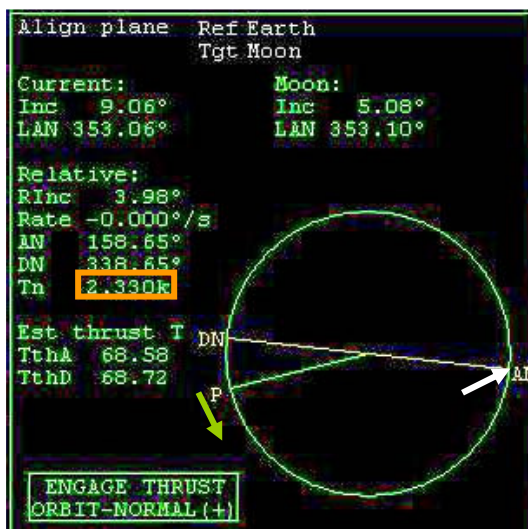 Align plane Ref Earth
Tgt Moon
Current: Moon:
Inc 9.06° Inc 5.08°
LAN 353.06° LAN 353.10°
Relative:
RInc 3.98°
Rate -0.000°/s
AN 158.65°
DN 338.65°
Tn 2.330k
Est thrust T
TthA 68.58
TthD 68.72
DN
AN
P
ENGAGE THRUST
ORBIT-NORMAL(+)